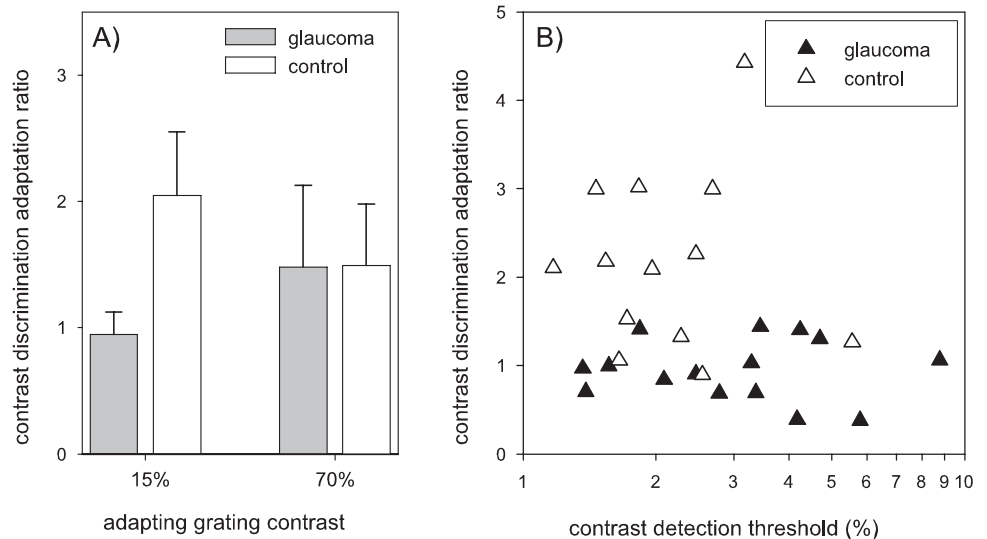 A)
glaucoma
control
contrast discrimination adaptation ratio
3
2
1
0
15%
70%
adapting grating contrast
B)
glaucoma
control
contrast discrimination adaptation ratio
5
4
3
2
1
0
1
2
3
4
5
6
7
8
9
10
contrast detection threshold (%)